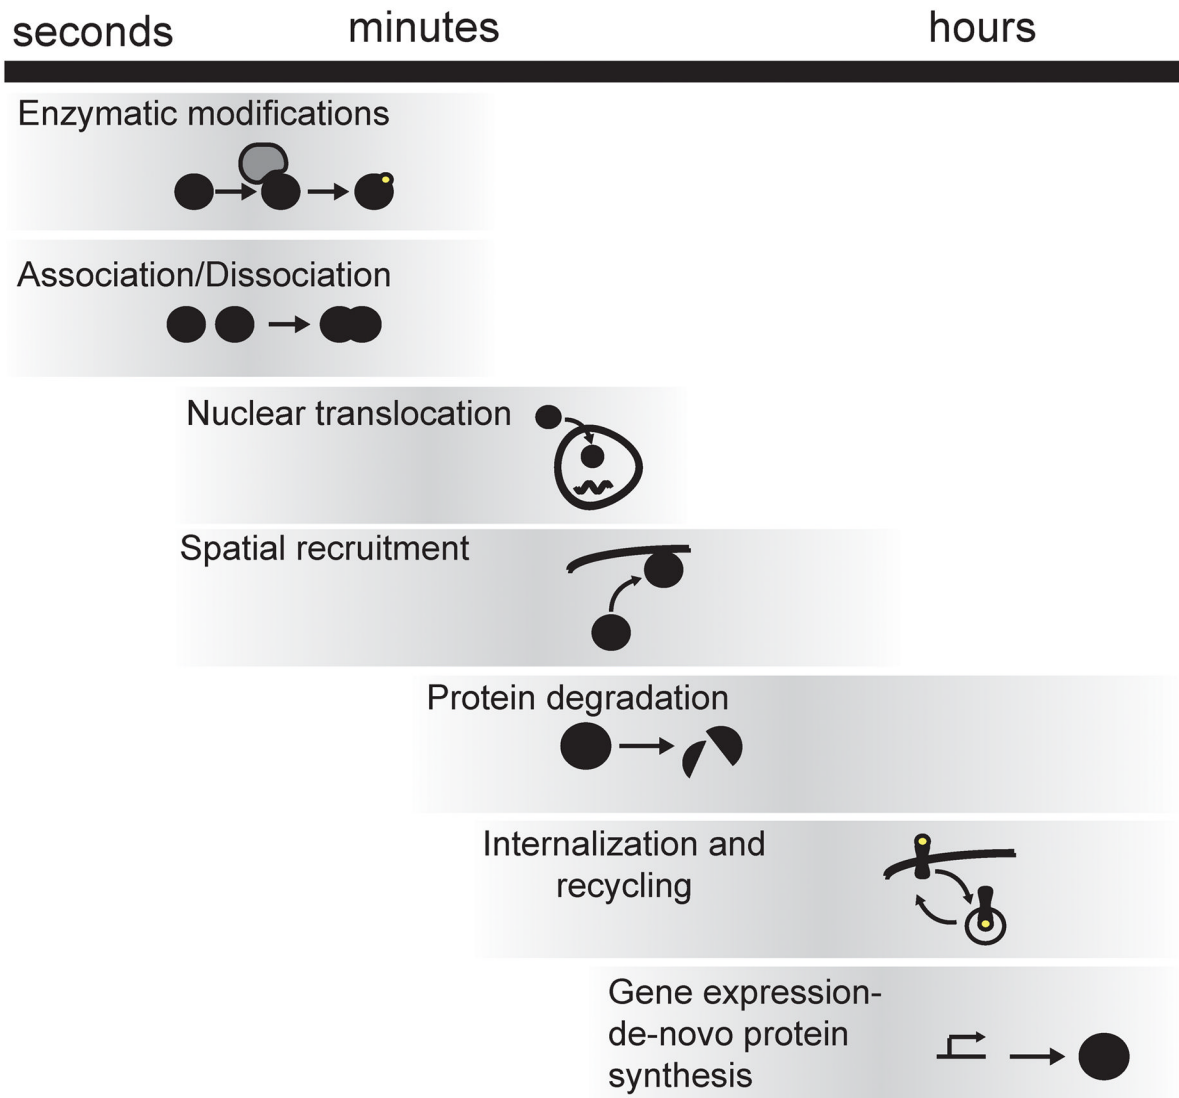 seconds minutes hours
Enzymatic modifications
Association/Dissociation
Nuclear translocation
Spatial recruitment
Protein degradation
Internalization and
recycling
Gene expression-
de-novo protein
synthesis